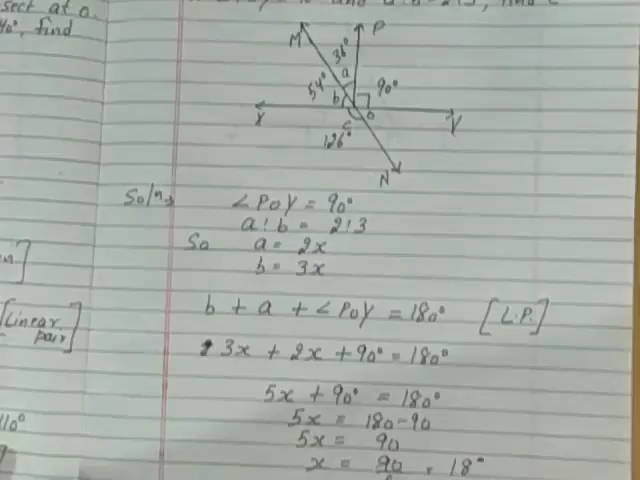 sect at o
find
M
P
36°
a
54°
90°
b
X
o
Y
c
126°
N
Soln→
∠POY = 90°
a:b = 2:3
So a = 2x
b = 3x
b + a + ∠POY = 180° [L.P.]
3x + 2x + 90° = 180°
[Linear pair]
5x + 90° = 180°
5x = 180-90
110°
5x = 90
x = 90 = 18°